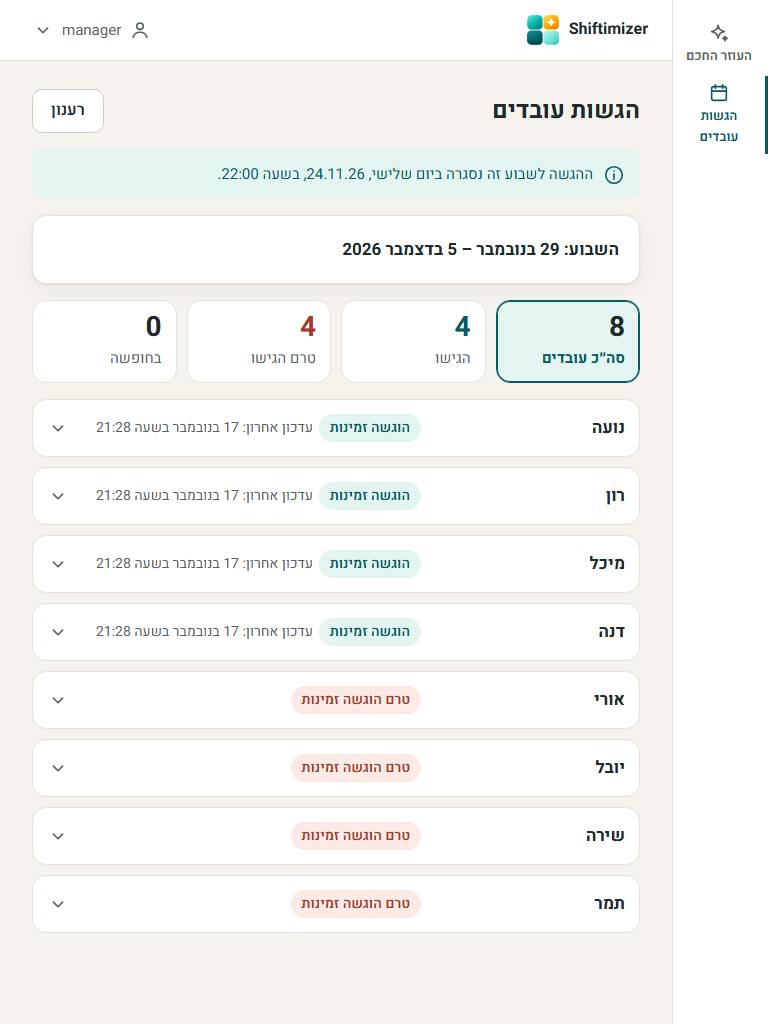 העוזר החכם
הגשות
עובדים
Shiftimizer
manager
הגשות עובדים
רענון
ההגשה לשבוע זה נסגרה ביום שלישי, 24.11.26, בשעה 22:00.
השבוע: 29 בנובמבר – 5 בדצמבר 2026
8
סה״כ עובדים
4
הגישו
4
טרם הגישו
0
בחופשה
נועה הוגשה זמינות עדכון אחרון: 17 בנובמבר בשעה 21:28
רון הוגשה זמינות עדכון אחרון: 17 בנובמבר בשעה 21:28
מיכל הוגשה זמינות עדכון אחרון: 17 בנובמבר בשעה 21:28
דנה הוגשה זמינות עדכון אחרון: 17 בנובמבר בשעה 21:28
אורי טרם הוגשה זמינות
יובל טרם הוגשה זמינות
שירה טרם הוגשה זמינות
תמר טרם הוגשה זמינות